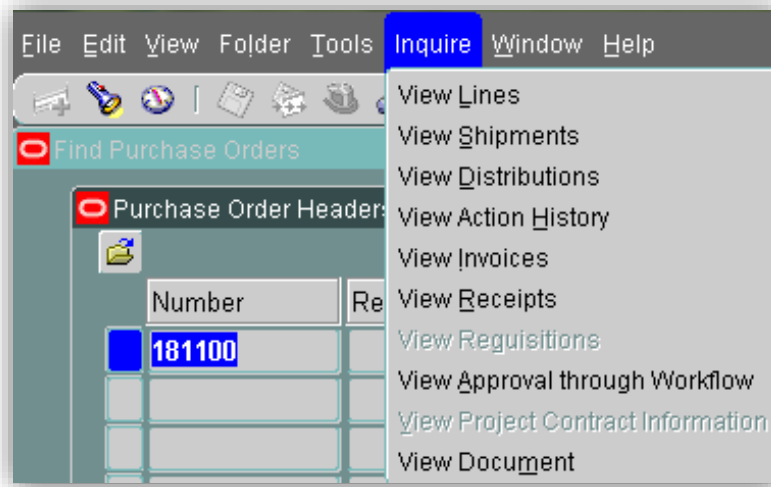 File Edit View Folder Tools Inquire Window Help
Find Purchase Orders
Purchase Order Headers
Number Re
181100
View Lines
View Shipments
View Distributions
View Action History
View Invoices
View Receipts
View Requisitions
View Approval through Workflow
View Project Contract Information
View Document